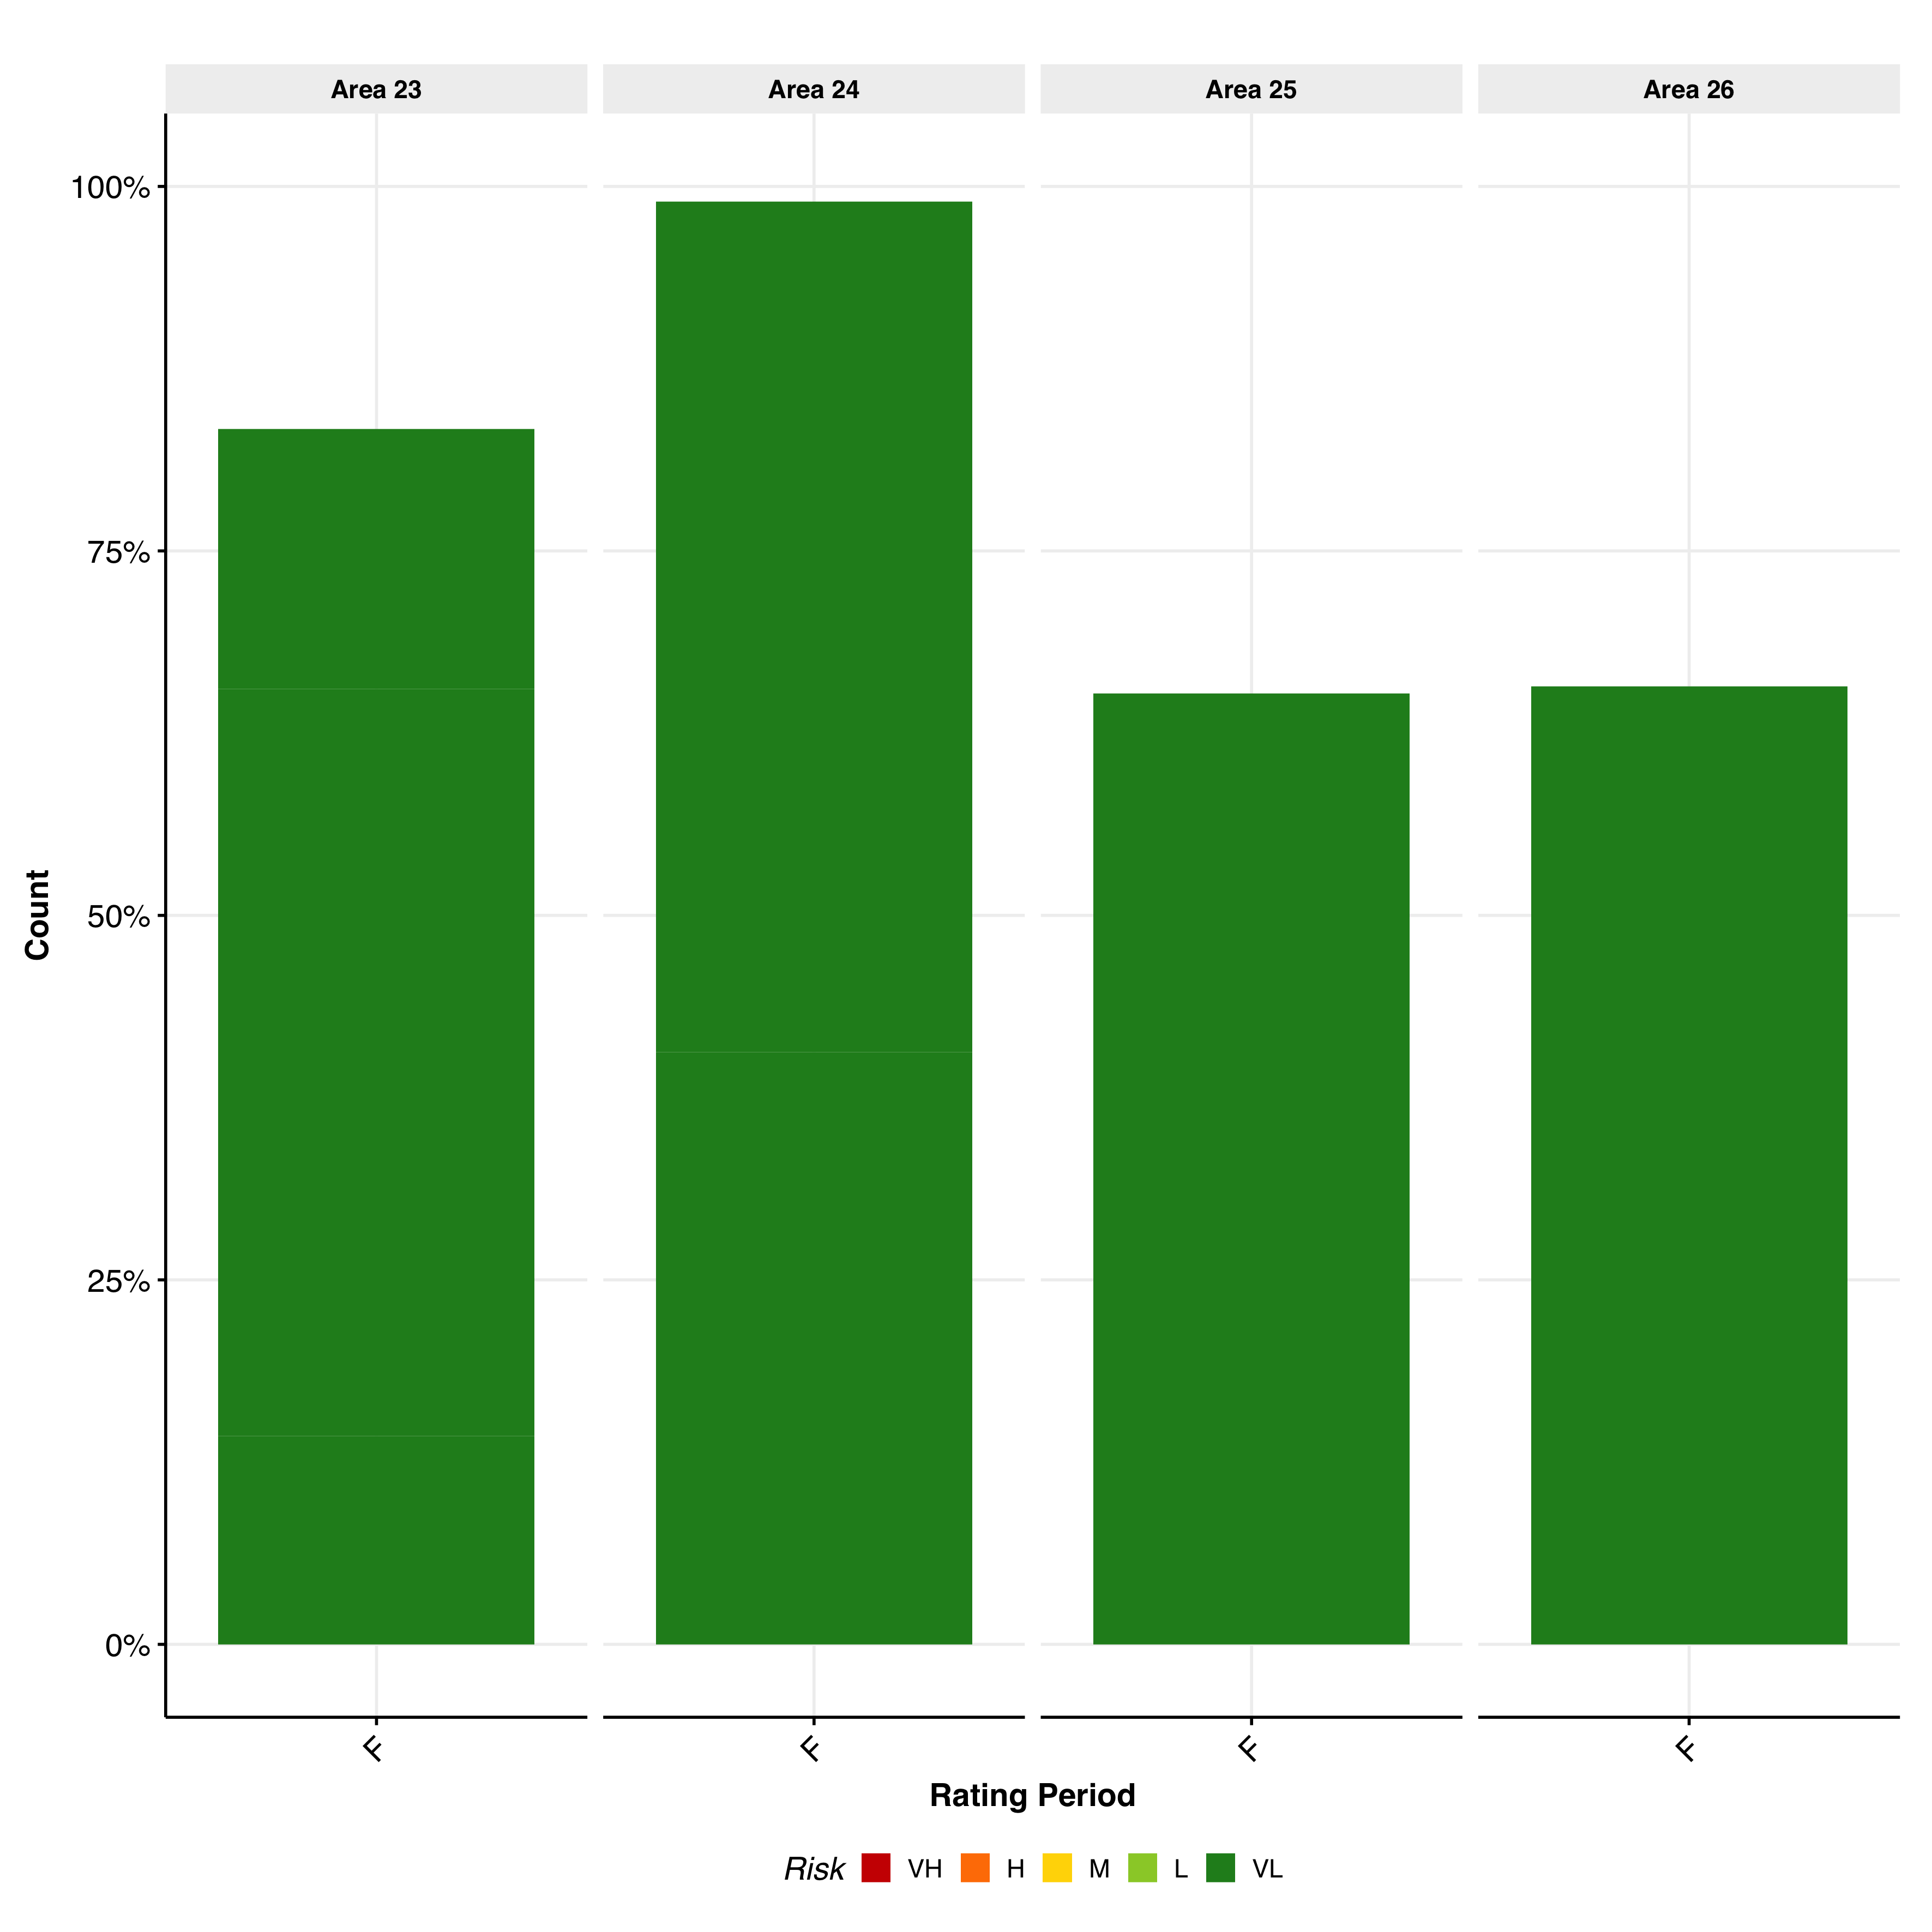 Area 23 Area 24 Area 25 Area 26
100%
75%
50%
25%
0%
Count
F F F F
Rating Period
Risk VH H M L VL